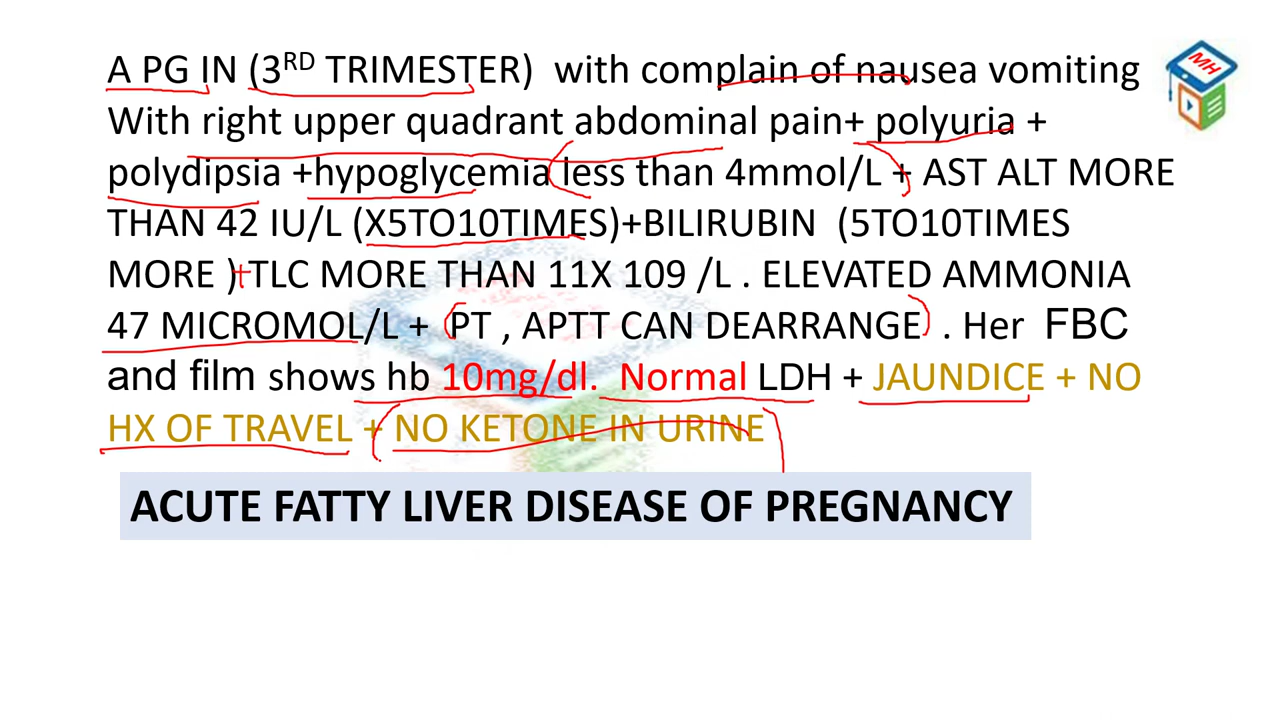 A PG IN (3RD TRIMESTER) with complain of nausea vomiting
With right upper quadrant abdominal pain+ polyuria +
polydipsia +hypoglycemia less than 4mmol/L + AST ALT MORE
THAN 42 IU/L (X5TO10TIMES)+BILIRUBIN (5TO10TIMES
MORE )+TLC MORE THAN 11X 109 /L . ELEVATED AMMONIA
47 MICROMOL/L + (PT , APTT CAN DEARRANGE) . Her FBC
and film shows hb 10mg/dl. Normal LDH + JAUNDICE + NO
HX OF TRAVEL + NO KETONE IN URINE
ACUTE FATTY LIVER DISEASE OF PREGNANCY
MH